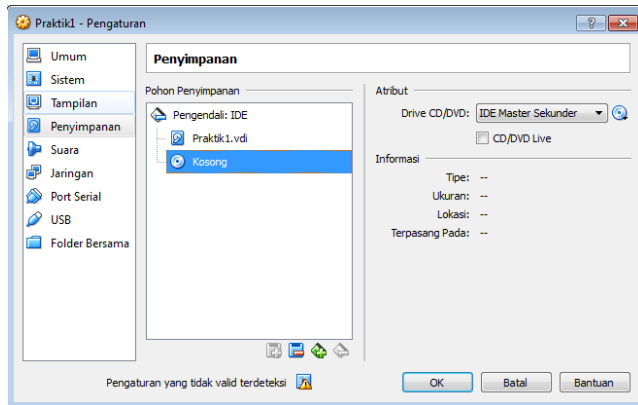 Praktik1 - Pengaturan
Umum
Sistem
Tampilan
Penyimpanan
Suara
Jaringan
Port Serial
USB
Folder Bersama
Penyimpanan
Pohon Penyimpanan
Pengendali: IDE
Praktik1.vdi
Kosong
Atribut
Drive CD/DVD: IDE Master Sekunder
CD/DVD Live
Informasi
Tipe: --
Ukuran: --
Lokasi: --
Terpasang Pada: --
Pengaturan yang tidak valid terdeteksi
OK Batal Bantuan